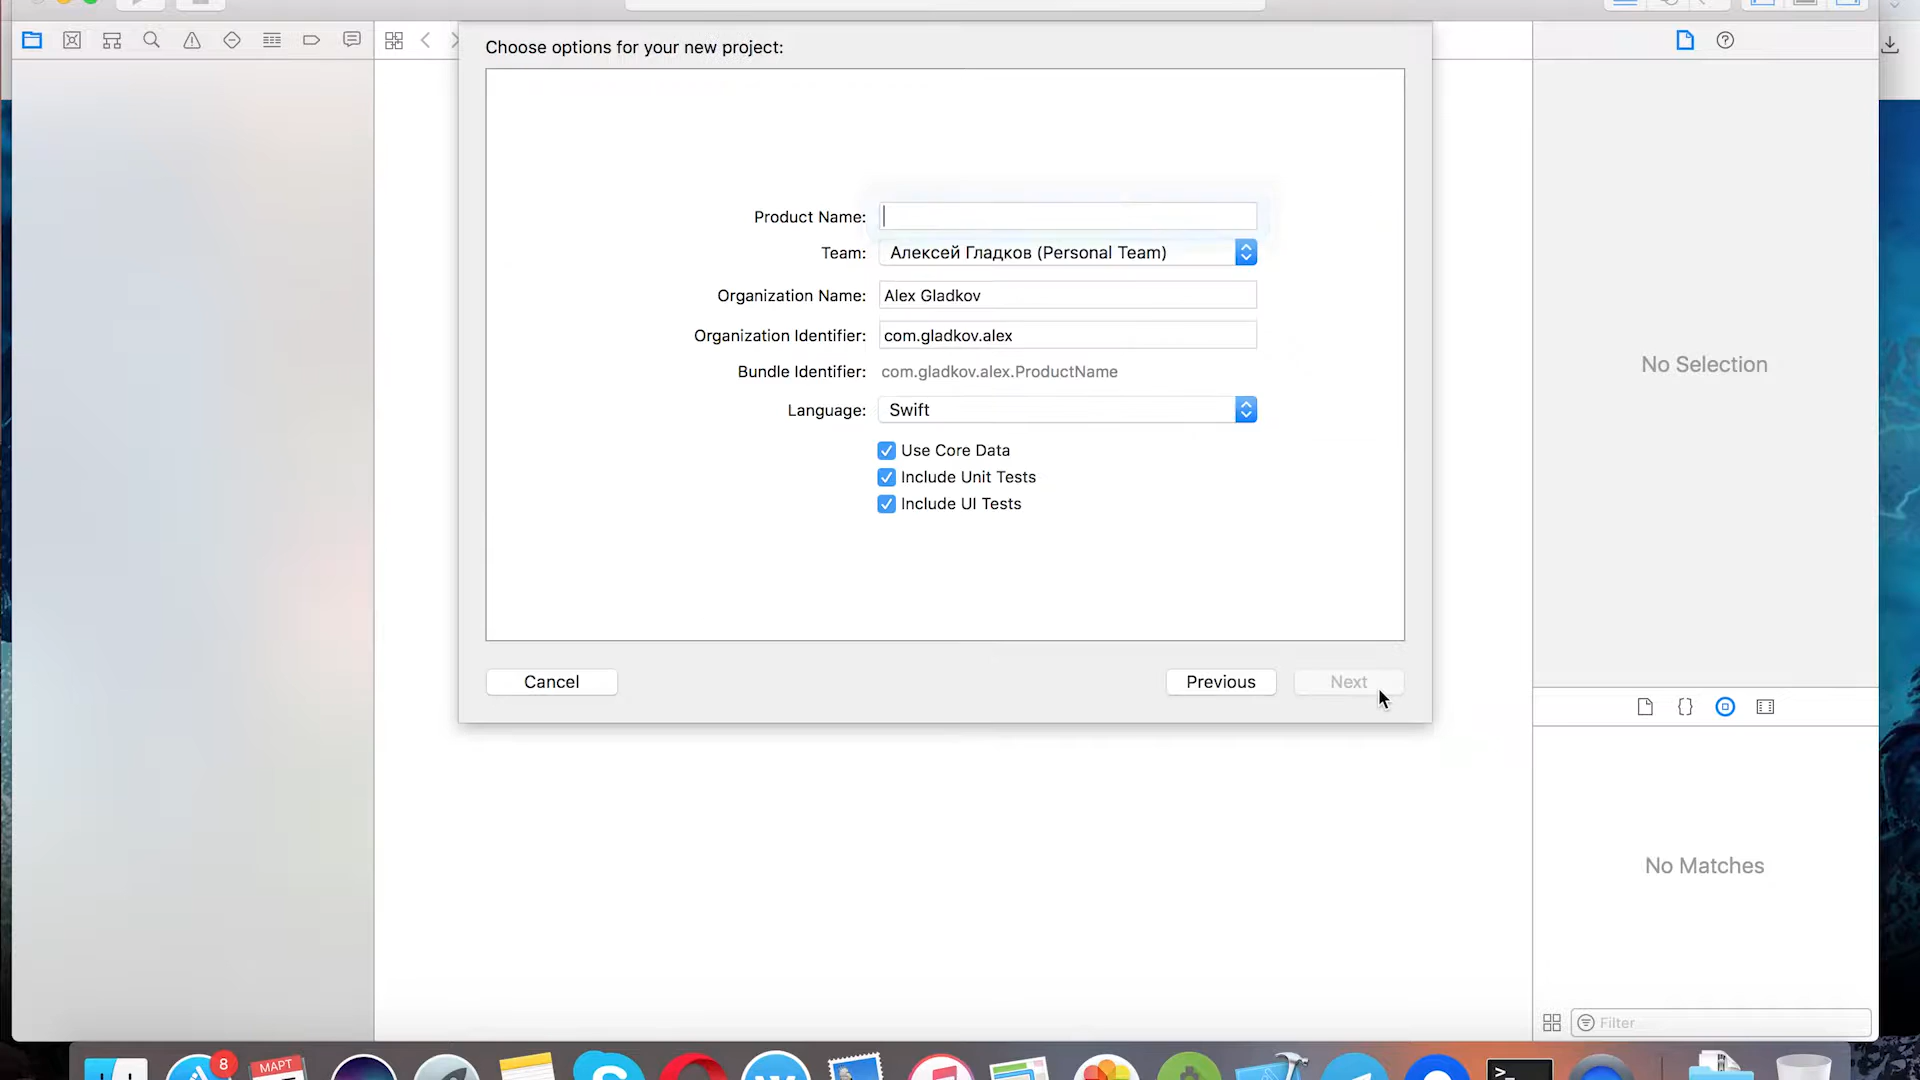 Choose options for your new project:
Product Name:
Team: Алексей Гладков (Personal Team)
Organization Name: Alex Gladkov
Organization Identifier: com.gladkov.alex
Bundle Identifier: com.gladkov.alex.ProductName
Language: Swift
Use Core Data
Include Unit Tests
Include UI Tests
Cancel
Previous
Next
No Selection
No Matches
Filter
8
МАРТ